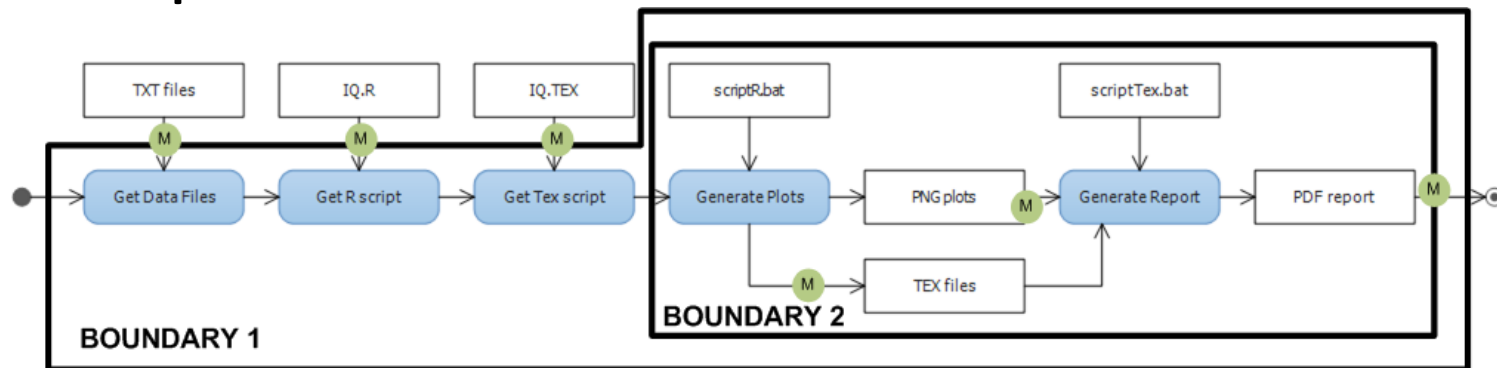 TXT files
IQ.R
IQ.TEX
scriptR.bat
scriptTex.bat
M
M
M
Get Data Files
Get R script
Get Tex script
Generate Plots
PNG plots
M
Generate Report
PDF report
M
M
TEX files
BOUNDARY 2
BOUNDARY 1